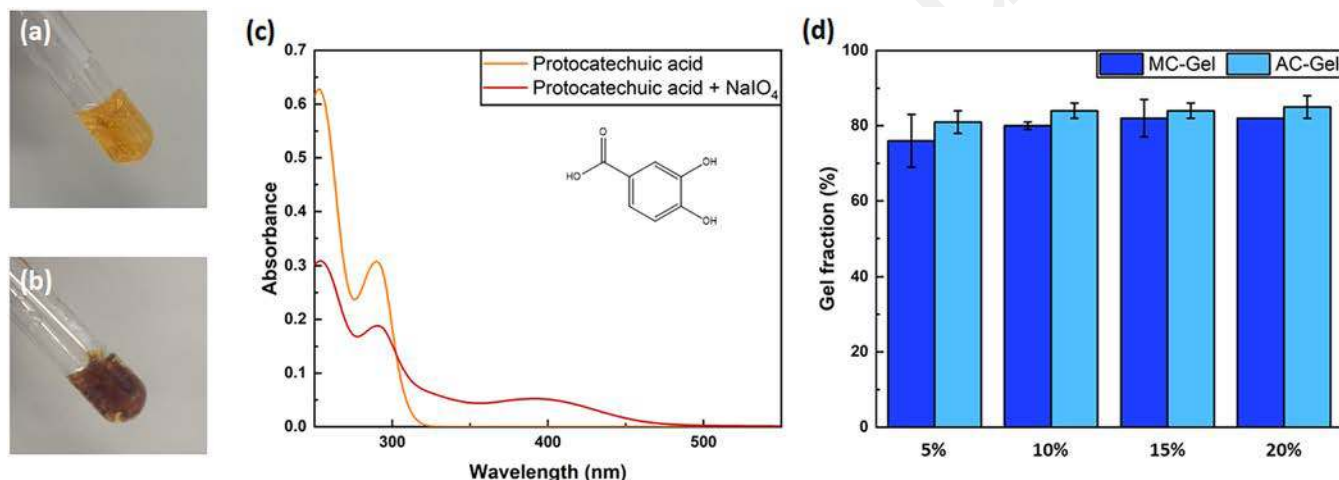 (a)
(b)
(c)
Absorbance
0.7
0.6
0.5
0.4
0.3
0.2
0.1
0.0
300
400
500
Wavelength (nm)
Protocatechuic acid
Protocatechuic acid + NaIO₄
O
HO
OH
OH
(d)
Gel fraction (%)
100
80
60
40
20
0
MC-Gel
AC-Gel
5%
10%
15%
20%